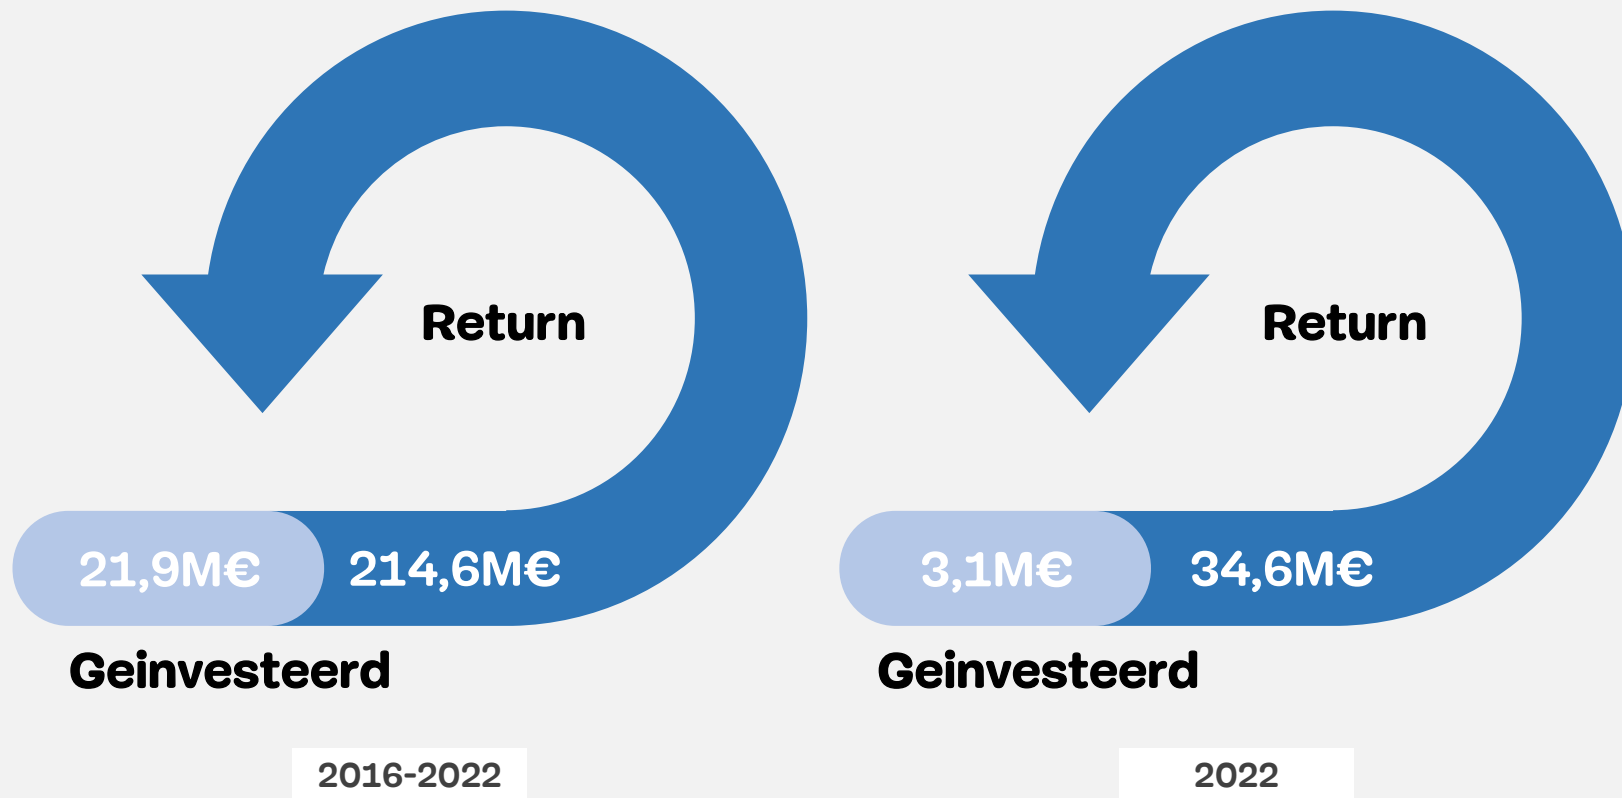 Return
21,9M€ 214,6M€
Geinvesteerd
2016-2022
Return
3,1M€ 34,6M€
Geinvesteerd
2022